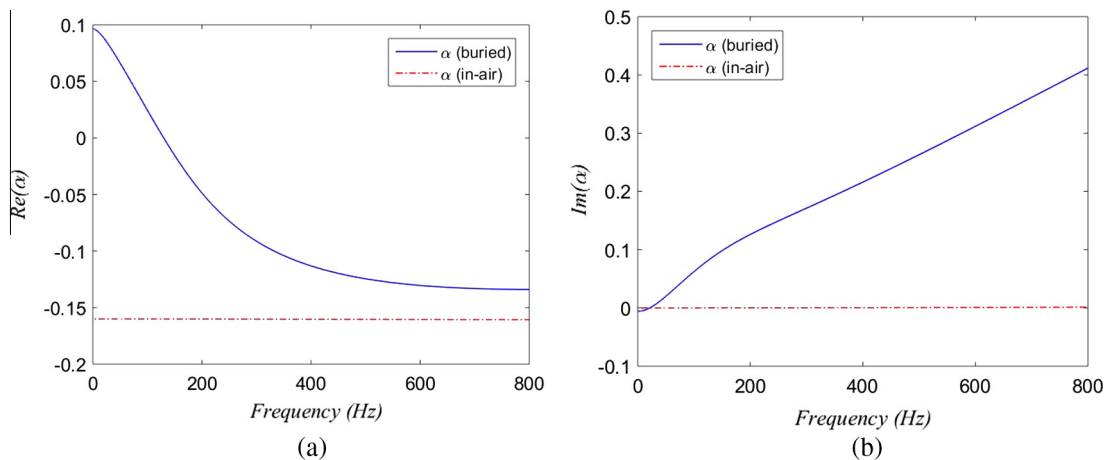 0.1
0.05
0
-0.05
-0.1
-0.15
-0.2
Re(α)
α (buried)
α (in-air)
0 200 400 600 800
Frequency (Hz)
(a)
0.5
0.4
0.3
0.2
0.1
0
-0.1
Im(α)
α (buried)
α (in-air)
0 200 400 600 800
Frequency (Hz)
(b)